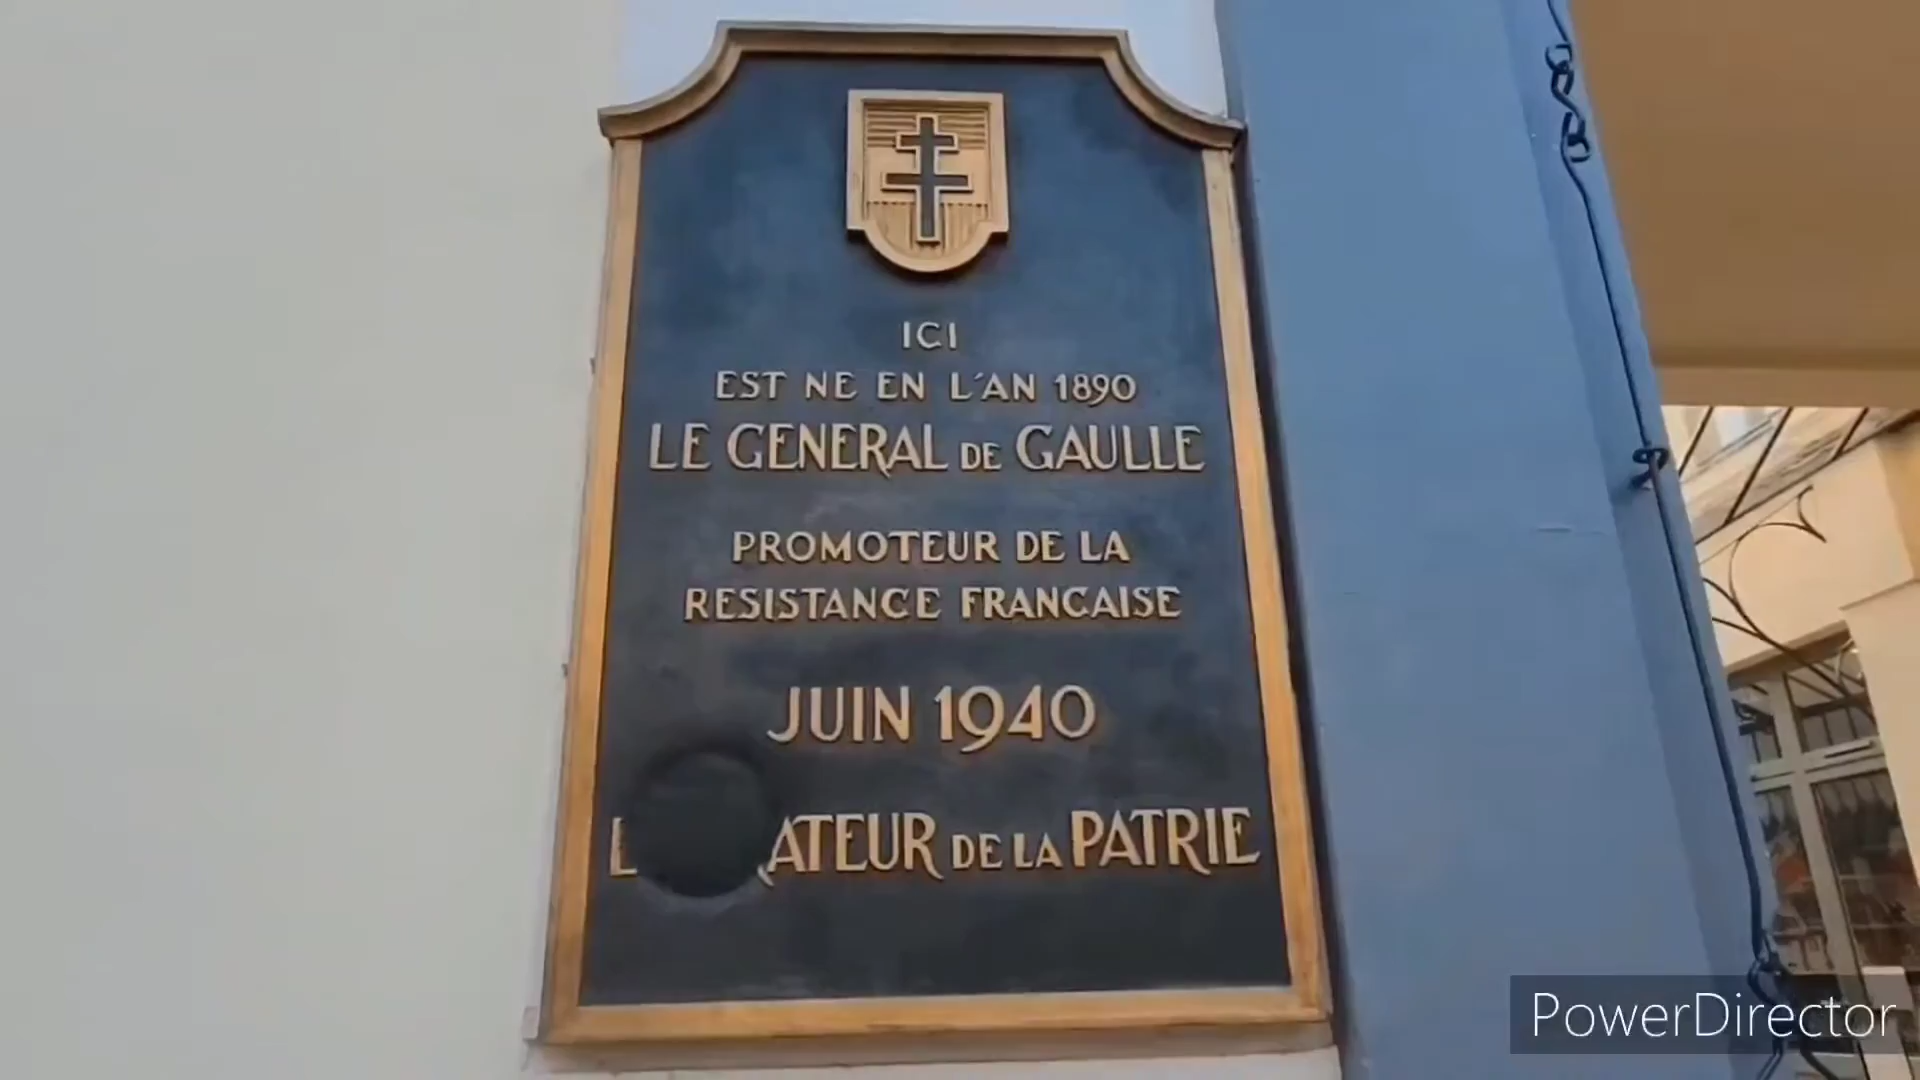 ICI
EST NE EN L'AN 1890
LE GENERAL DE GAULLE
PROMOTEUR DE LA
RESISTANCE FRANCAISE
JUIN 1940
DE LA PATRIE
PowerDirector